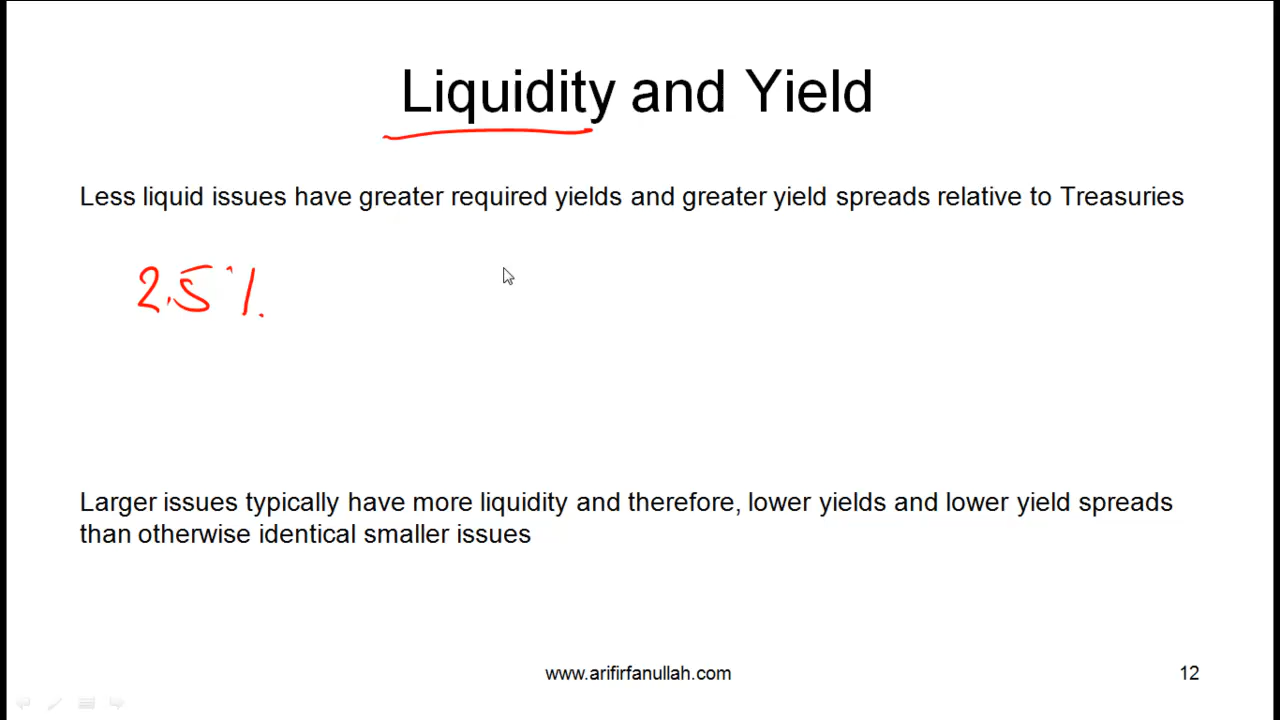 Liquidity and Yield
Less liquid issues have greater required yields and greater yield spreads relative to Treasuries
2.5%
Larger issues typically have more liquidity and therefore, lower yields and lower yield spreads
than otherwise identical smaller issues
www.arifirfanullah.com
12